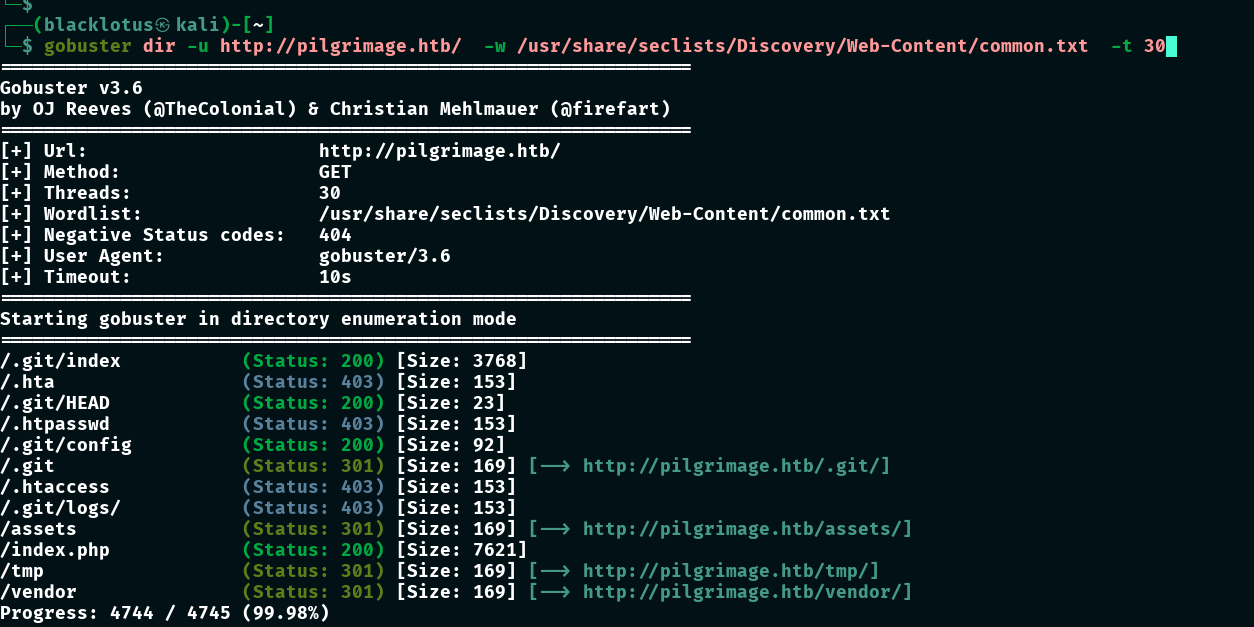 └─$
┌──(blacklotus㉿kali)-[~]
└─$ gobuster dir -u http://pilgrimage.htb/  -w /usr/share/seclists/Discovery/Web-Content/common.txt  -t 30
===============================================================
Gobuster v3.6
by OJ Reeves (@TheColonial) & Christian Mehlmauer (@firefart)
===============================================================
[+] Url:                     http://pilgrimage.htb/
[+] Method:                  GET
[+] Threads:                 30
[+] Wordlist:                /usr/share/seclists/Discovery/Web-Content/common.txt
[+] Negative Status codes:   404
[+] User Agent:              gobuster/3.6
[+] Timeout:                 10s
===============================================================
Starting gobuster in directory enumeration mode
===============================================================
/.git/index           (Status: 200) [Size: 3768]
/.hta                 (Status: 403) [Size: 153]
/.git/HEAD            (Status: 200) [Size: 23]
/.htpasswd            (Status: 403) [Size: 153]
/.git/config          (Status: 200) [Size: 92]
/.git                 (Status: 301) [Size: 169] [--> http://pilgrimage.htb/.git/]
/.htaccess            (Status: 403) [Size: 153]
/.git/logs/           (Status: 403) [Size: 153]
/assets               (Status: 301) [Size: 169] [--> http://pilgrimage.htb/assets/]
/index.php            (Status: 200) [Size: 7621]
/tmp                  (Status: 301) [Size: 169] [--> http://pilgrimage.htb/tmp/]
/vendor               (Status: 301) [Size: 169] [--> http://pilgrimage.htb/vendor/]
Progress: 4744 / 4745 (99.98%)